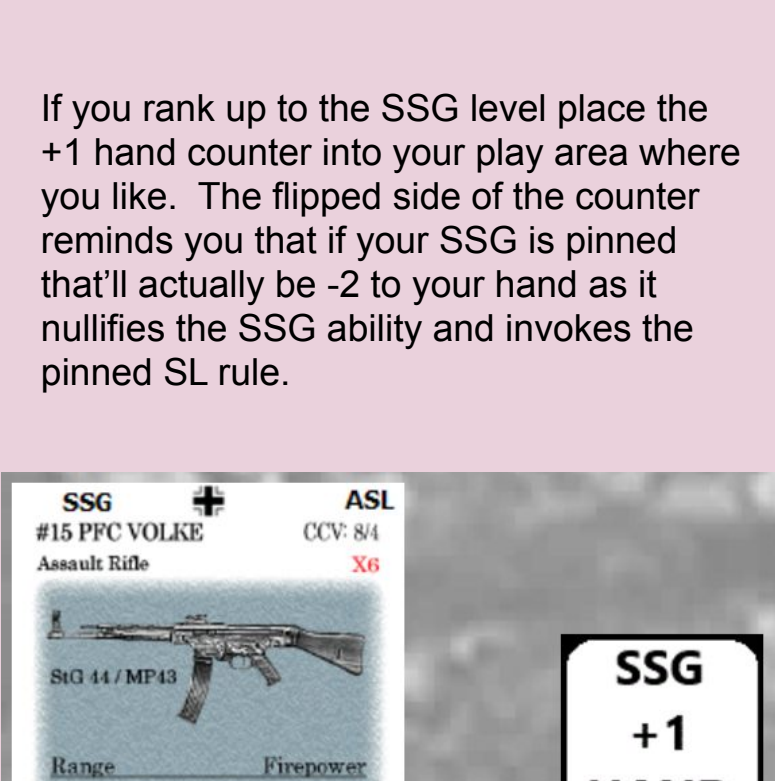 If you rank up to the SSG level place the
+1 hand counter into your play area where
you like.  The flipped side of the counter
reminds you that if your SSG is pinned
that'll actually be -2 to your hand as it
nullifies the SSG ability and invokes the
pinned SL rule.
SSG ASL
#15 PFC VOLKE CCV: 8/4
Assault Rifle X6
StG 44 / MP43
Range Firepower
SSG
+1